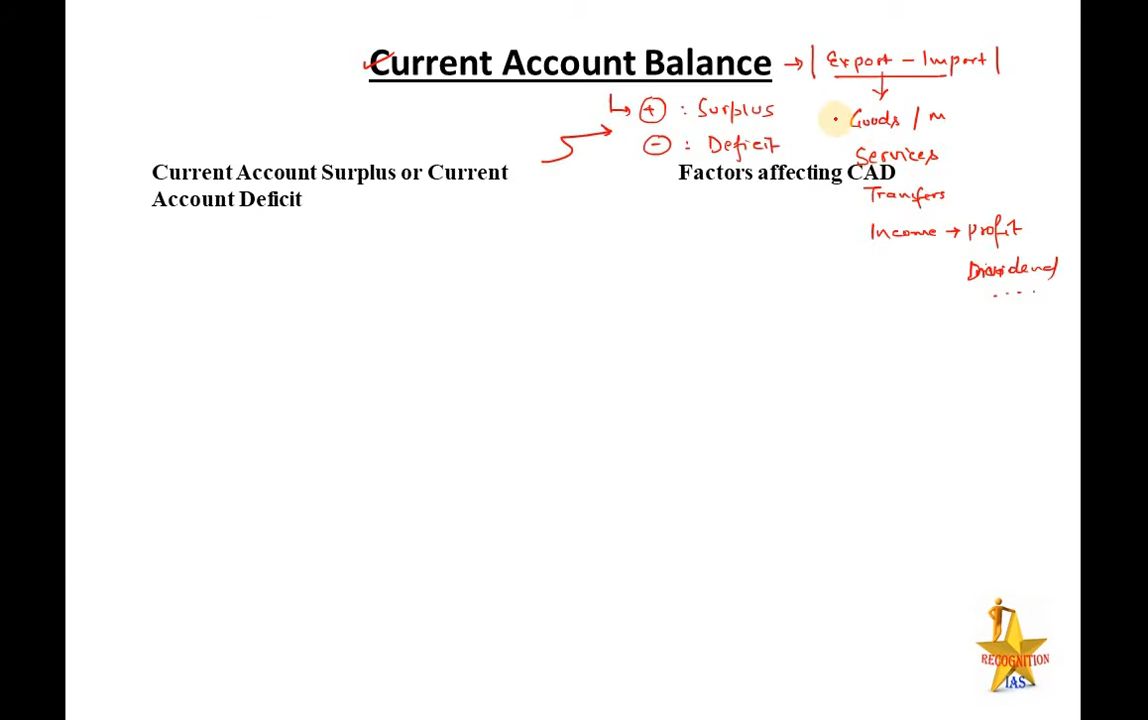 Current Account Balance → | Export - Import |
+ : Surplus
Goods / M
- : Deficit
Services
Current Account Surplus or Current
Account Deficit
Factors affecting CAD
Transfers
Income → Profit
Dividend
....
RECOGNITION
IAS